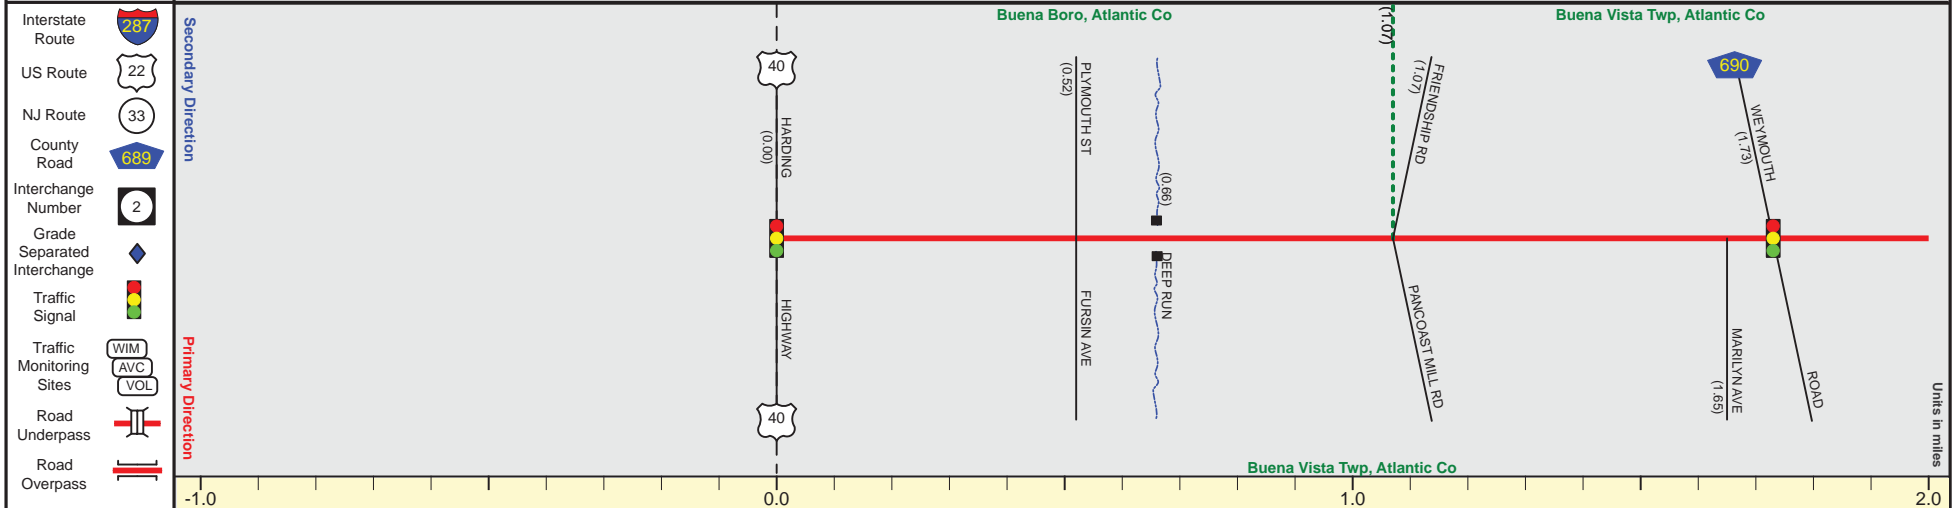 Interstate
Route
287
US Route
22
NJ Route
33
County
Road
689
Interchange
Number
2
Grade
Separated
Interchange
Traffic
Signal
Traffic
Monitoring
Sites
WIM
AVC
VOL
Road
Underpass
Road
Overpass
Secondary Direction
Primary Direction
Buena Boro, Atlantic Co
Buena Vista Twp, Atlantic Co
40
HARDING
(0.00)
HIGHWAY
40
PLYMOUTH ST
(0.52)
FURSIN AVE
(0.66)
DEEP RUN
(1.07)
FRIENDSHIP RD
(1.07)
PANCOAST MILL RD
690
WEYMOUTH
(1.73)
ROAD
MARILYN AVE
(1.65)
Buena Vista Twp, Atlantic Co
Units in miles
-1.0
0.0
1.0
2.0